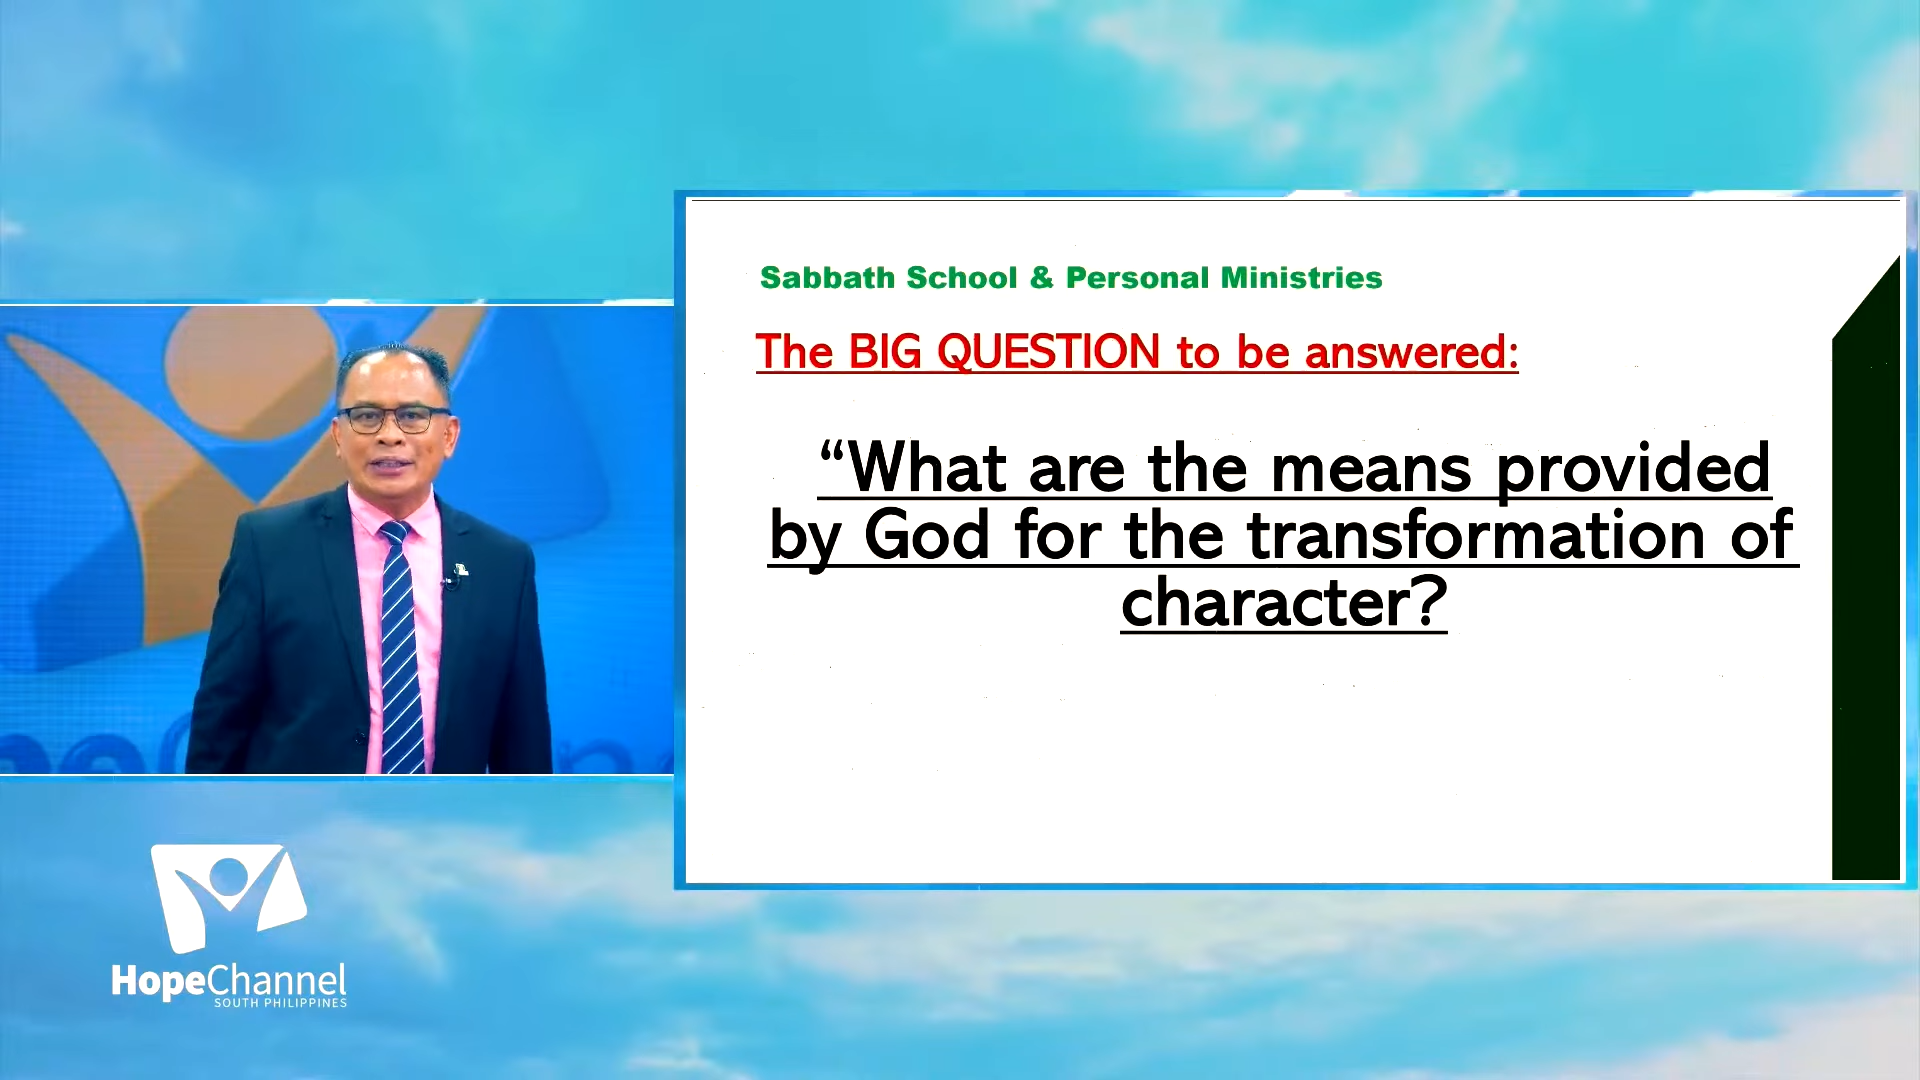 Sabbath School & Personal Ministries
The BIG QUESTION to be answered:
“What are the means provided
by God for the transformation of
character?
HopeChannel
SOUTH PHILIPPINES